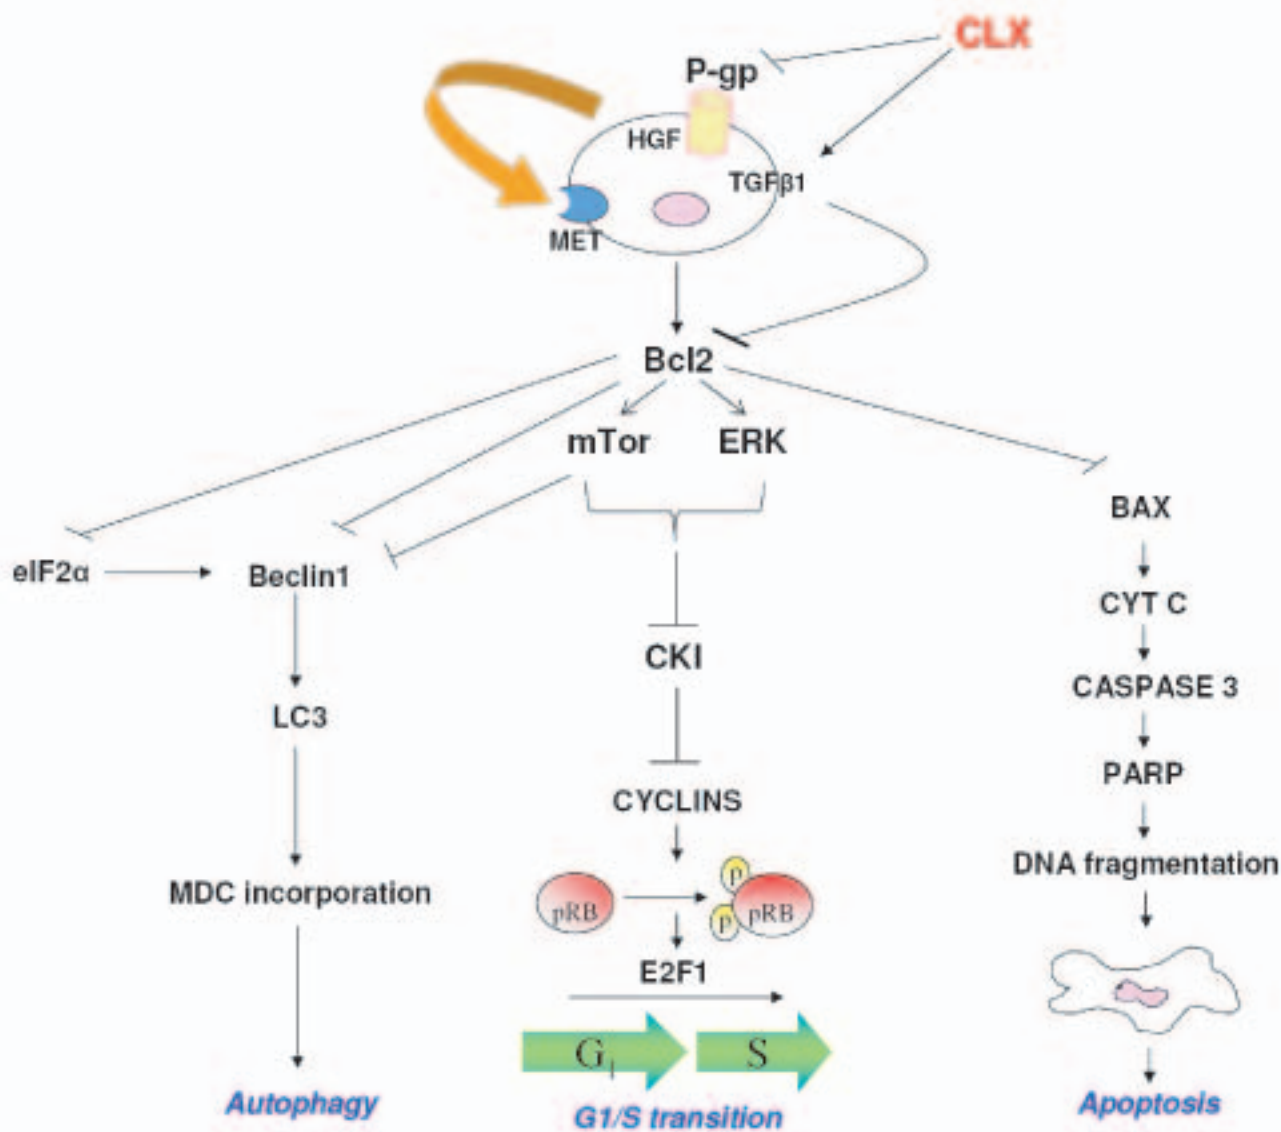 CLX
P-gp
HGF
TGFβ1
MET
Bcl2
mTor ERK
BAX
eIF2α Beclin1
CYT C
CKI
CASPASE 3
LC3
PARP
CYCLINS
DNA fragmentation
MDC incorporation
p
pRB p pRB
E2F1
G1 S
Autophagy G1/S transition Apoptosis